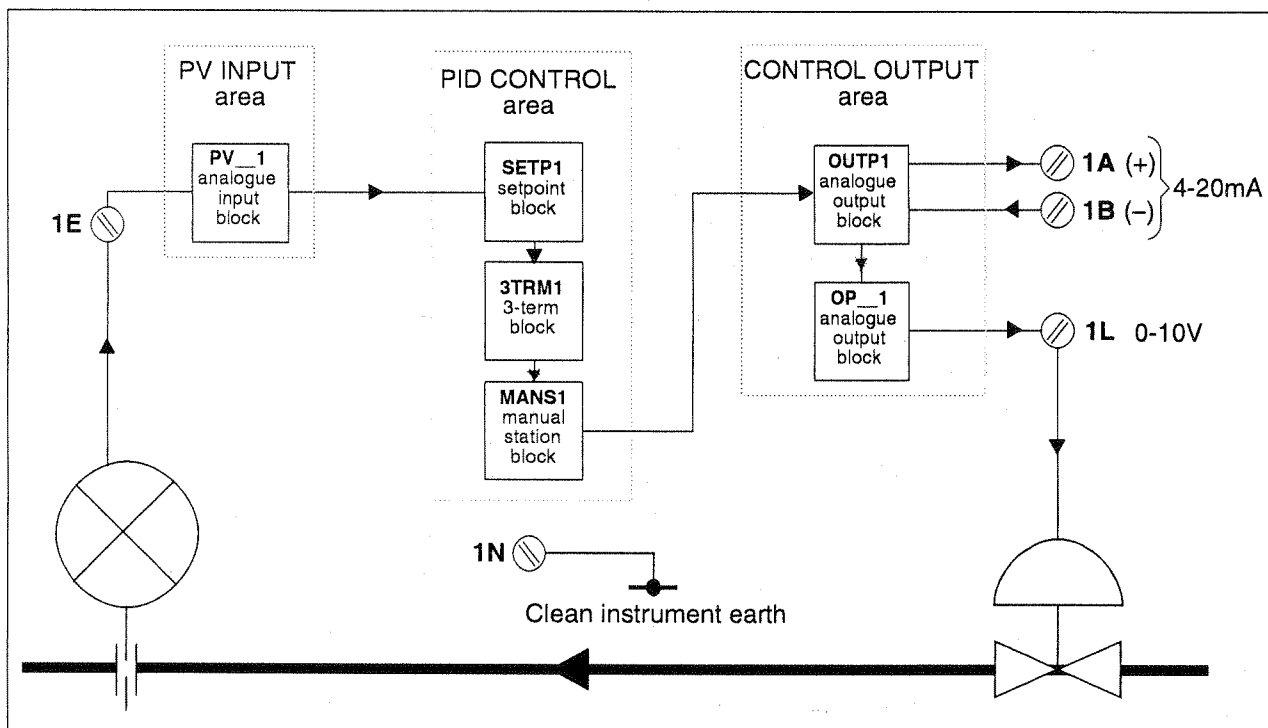 PV INPUT
area
PV__1
analogue
input
block
1E
PID CONTROL
area
SETP1
setpoint
block
3TRM1
3-term
block
MANS1
manual
station
block
CONTROL OUTPUT
area
OUTP1
analogue
output
block
OP__1
analogue
output
block
1A (+)
1B (–)
4-20mA
1L 0-10V
1N
Clean instrument earth